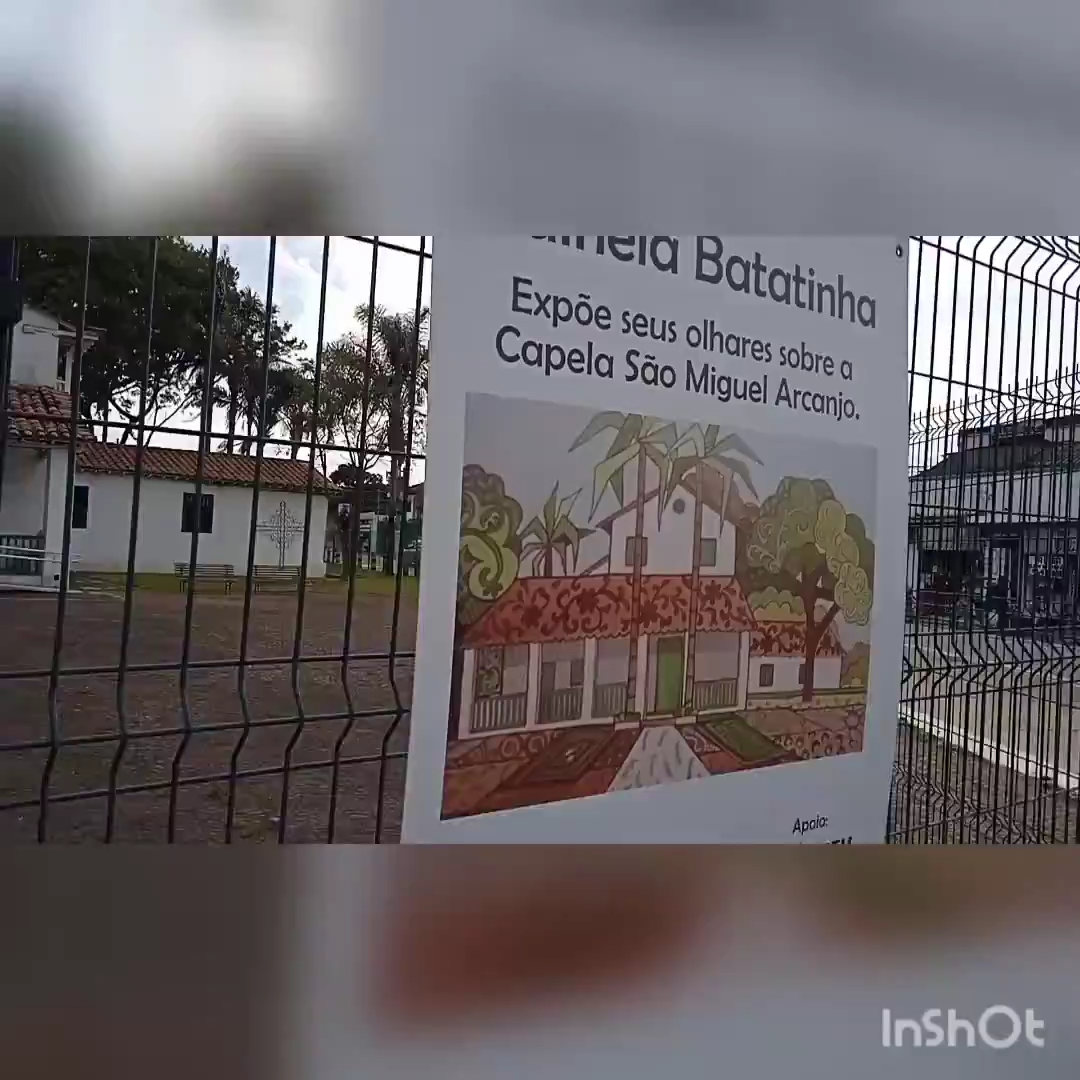 Batatinha
Expõe seus olhares sobre a
Capela São Miguel Arcanjo.
Apoio:
InShOt